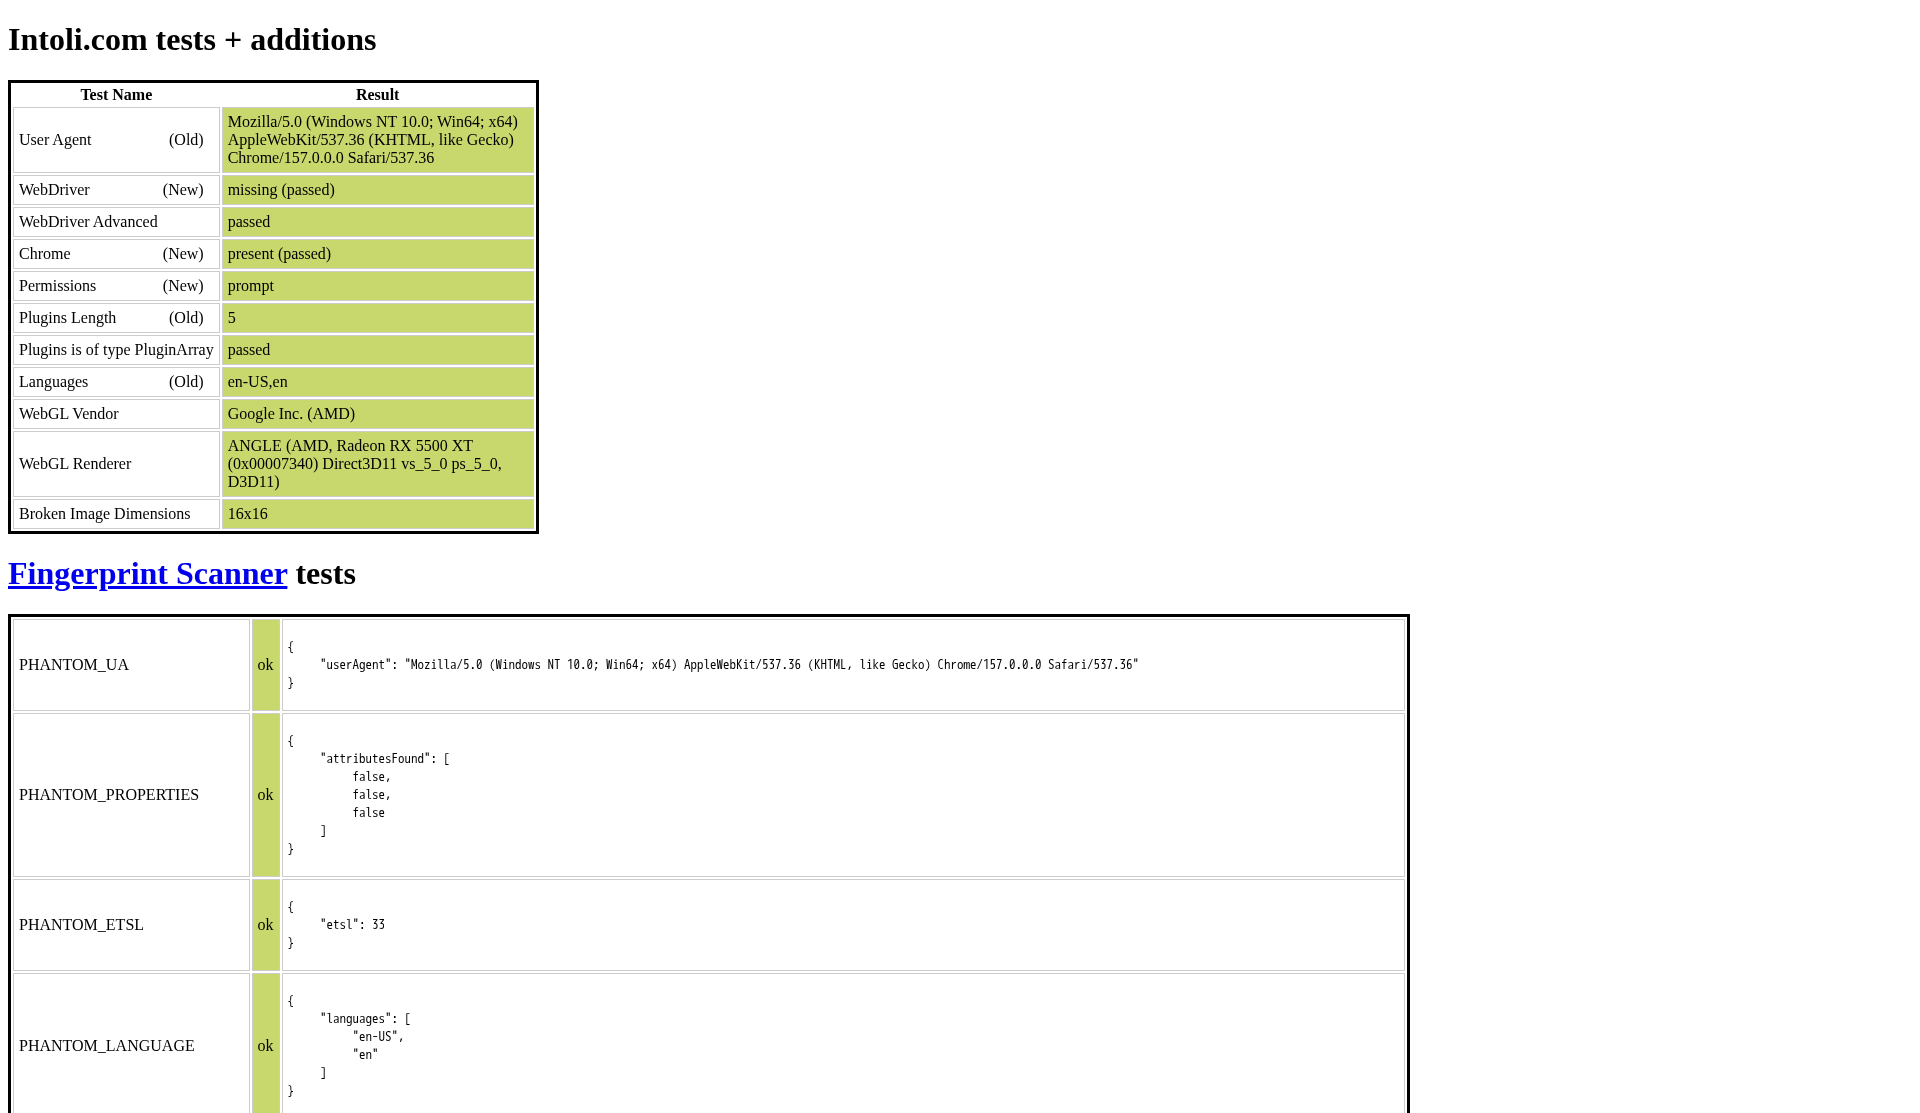 Intoli.com tests + additions
Test Name Result
User Agent (Old) Mozilla/5.0 (Windows NT 10.0; Win64; x64)
AppleWebKit/537.36 (KHTML, like Gecko)
Chrome/157.0.0.0 Safari/537.36
WebDriver (New) missing (passed)
WebDriver Advanced passed
Chrome (New) present (passed)
Permissions (New) prompt
Plugins Length (Old) 5
Plugins is of type PluginArray passed
Languages (Old) en-US,en
WebGL Vendor Google Inc. (AMD)
WebGL Renderer ANGLE (AMD, Radeon RX 5500 XT
(0x00007340) Direct3D11 vs_5_0 ps_5_0,
D3D11)
Broken Image Dimensions 16x16
Fingerprint Scanner tests
PHANTOM_UA ok
{
"userAgent": "Mozilla/5.0 (Windows NT 10.0; Win64; x64) AppleWebKit/537.36 (KHTML, like Gecko) Chrome/157.0.0.0 Safari/537.36"
}
PHANTOM_PROPERTIES ok
{
"attributesFound": [
false,
false,
false
]
}
PHANTOM_ETSL ok
{
"etsl": 33
}
PHANTOM_LANGUAGE ok
{
"languages": [
"en-US",
"en"
]
}